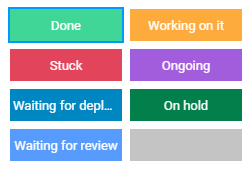 Done
Working on it
Stuck
Ongoing
Waiting for depl...
On hold
Waiting for review